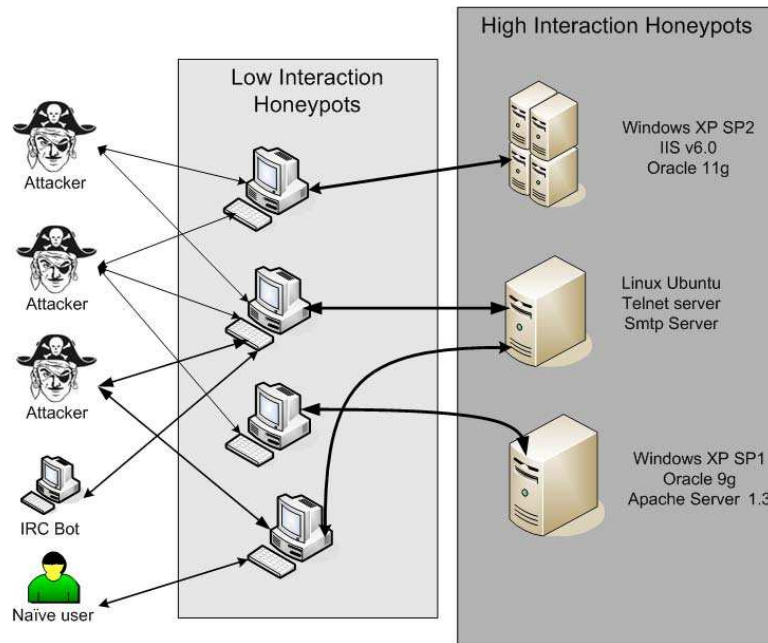 High Interaction Honeypots
Low Interaction
Honeypots
Attacker
Attacker
Attacker
IRC Bot
Naïve user
Windows XP SP2
IIS v6.0
Oracle 11g
Linux Ubuntu
Telnet server
Smtp Server
Windows XP SP1
Oracle 9g
Apache Server 1.3